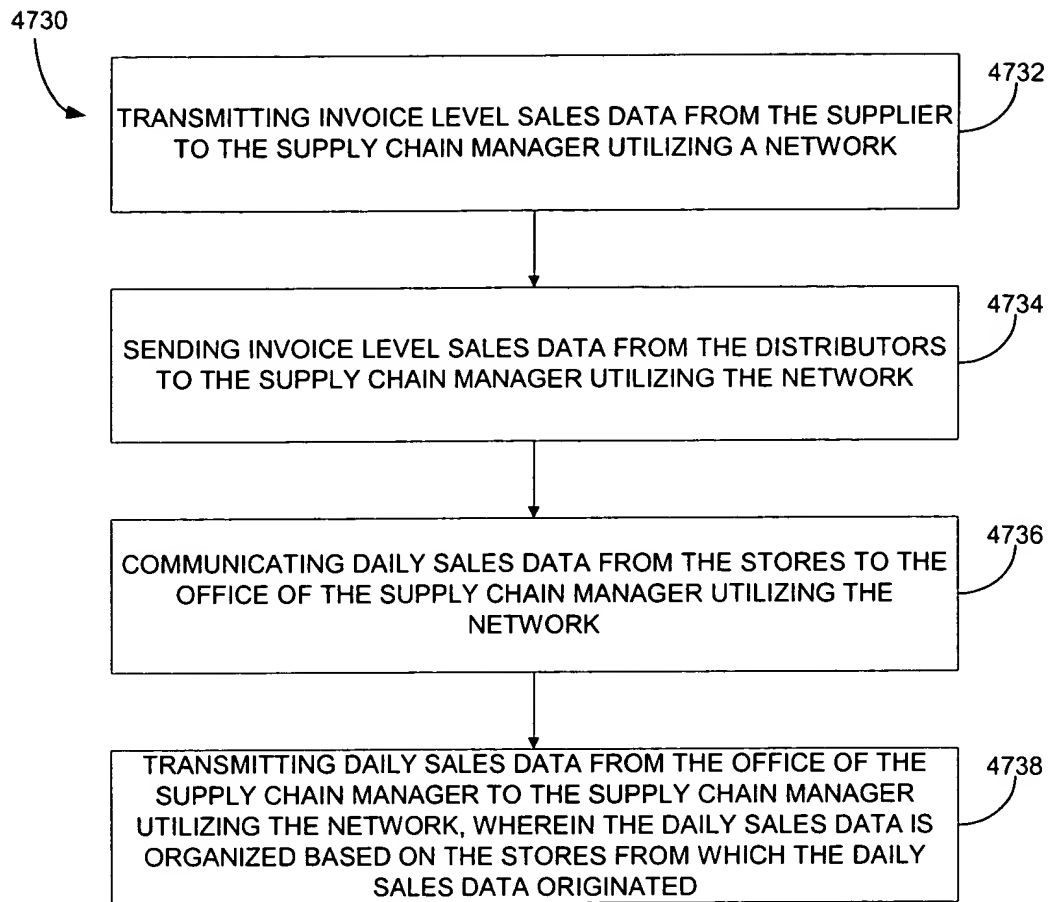 4730
4732
TRANSMITTING INVOICE LEVEL SALES DATA FROM THE SUPPLIER
TO THE SUPPLY CHAIN MANAGER UTILIZING A NETWORK
4734
SENDING INVOICE LEVEL SALES DATA FROM THE DISTRIBUTORS
TO THE SUPPLY CHAIN MANAGER UTILIZING THE NETWORK
4736
COMMUNICATING DAILY SALES DATA FROM THE STORES TO THE
OFFICE OF THE SUPPLY CHAIN MANAGER UTILIZING THE
NETWORK
4738
TRANSMITTING DAILY SALES DATA FROM THE OFFICE OF THE
SUPPLY CHAIN MANAGER TO THE SUPPLY CHAIN MANAGER
UTILIZING THE NETWORK, WHEREIN THE DAILY SALES DATA IS
ORGANIZED BASED ON THE STORES FROM WHICH THE DAILY
SALES DATA ORIGINATED